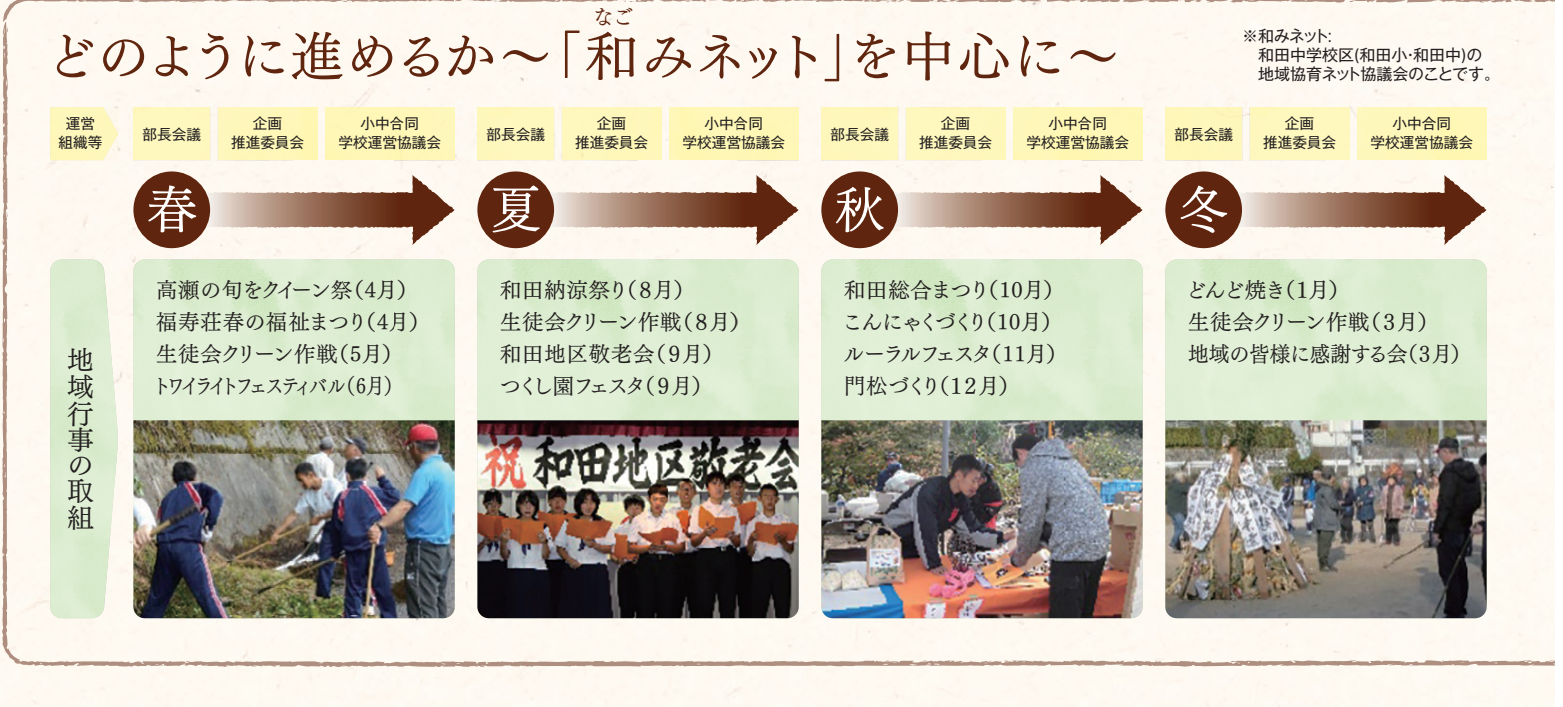 なご
どのように進めるか～「和みネット」を中心に～
※和みネット:
和田中学校区(和田小・和田中)の
地域協育ネット協議会のことです。
運営
組織等
部長会議
企画
推進委員会
小中合同
学校運営協議会
部長会議
企画
推進委員会
小中合同
学校運営協議会
部長会議
企画
推進委員会
小中合同
学校運営協議会
部長会議
企画
推進委員会
小中合同
学校運営協議会
春
夏
秋
冬
地域行事の取組
高瀬の旬をクイーン祭(4月)
福寿荘春の福祉まつり(4月)
生徒会クリーン作戦(5月)
トワイライトフェスティバル(6月)
和田納涼祭り(8月)
生徒会クリーン作戦(8月)
和田地区敬老会(9月)
つくし園フェスタ(9月)
和田総合まつり(10月)
こんにゃくづくり(10月)
ルーラルフェスタ(11月)
門松づくり(12月)
どんど焼き(1月)
生徒会クリーン作戦(3月)
地域の皆様に感謝する会(3月)
祝 和田地区敬老会